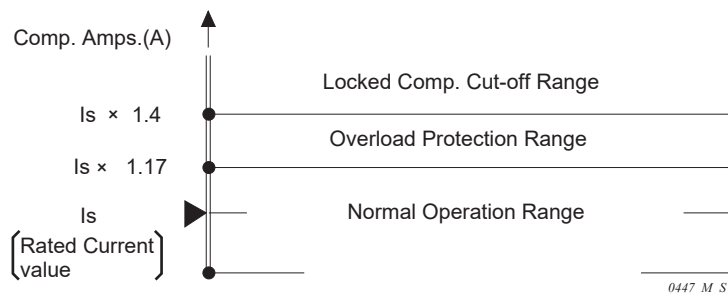 Comp. Amps.(A)
Locked Comp. Cut-off Range
Is × 1.4
Overload Protection Range
Is × 1.17
Is
Normal Operation Range
Rated Current
value
0447_M_S